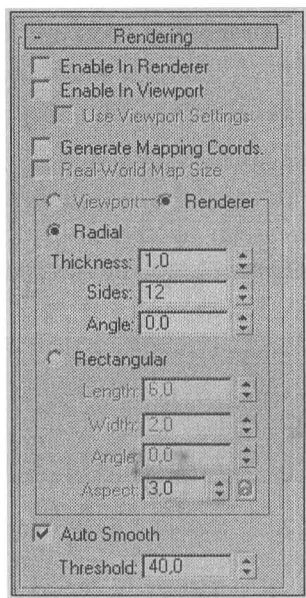 - Rendering
Enable In Renderer
Enable In Viewport
Use Viewport Settings
Generate Mapping Coords.
Real-World Map Size
Viewport Renderer
Radial
Thickness: 1,0
Sides: 12
Angle: 0,0
Rectangular
Length: 6,0
Width: 2,0
Angle: 0,0
Aspect: 3,0
Auto Smooth
Threshold: 40,0